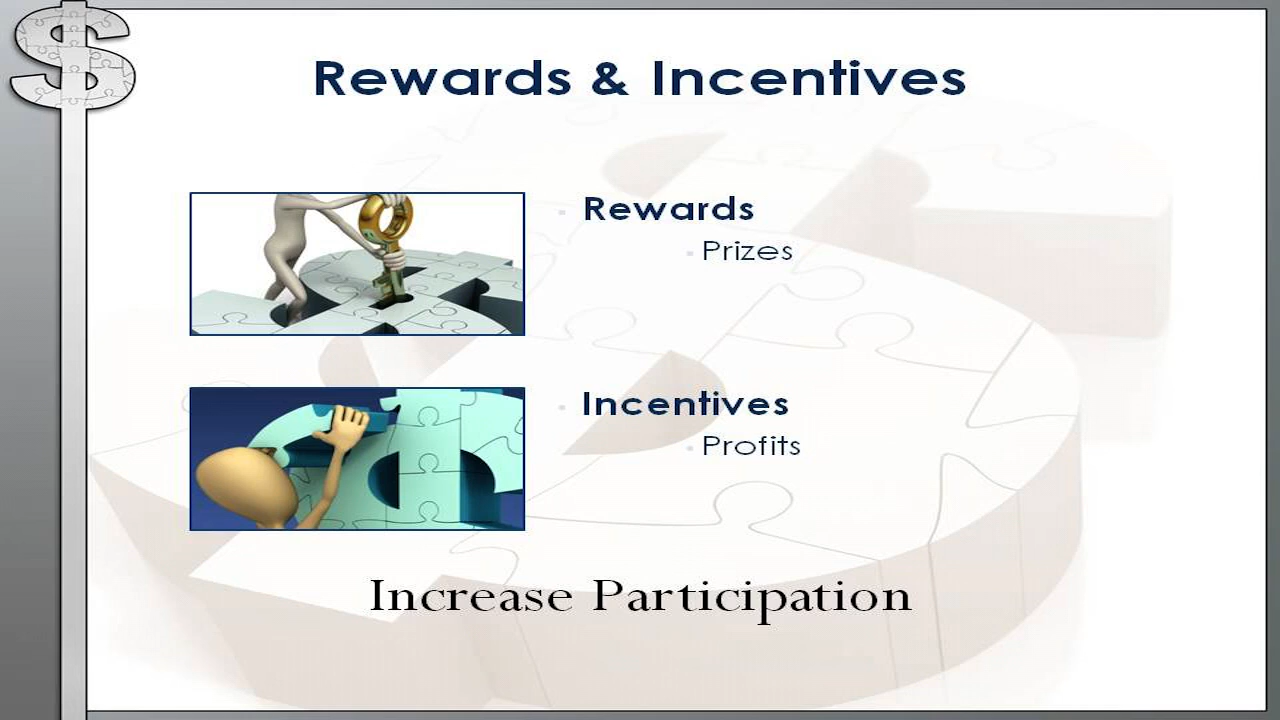 Rewards & Incentives
Rewards
Prizes
Incentives
Profits
Increase Participation